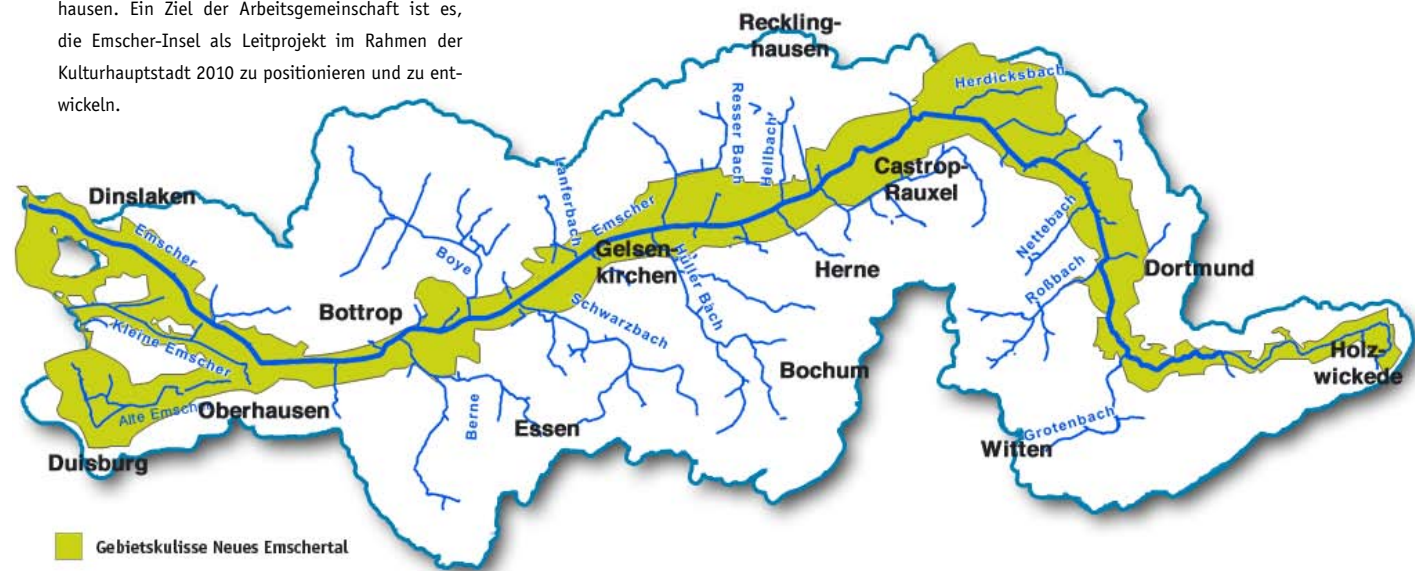 hausen. Ein Ziel der Arbeitsgemeinschaft ist es,
die Emscher-Insel als Leitprojekt im Rahmen der
Kulturhauptstadt 2010 zu positionieren und zu ent-
wickeln.
Reckling-
hausen
Herdicksbach
Resser Bach
Hellbach
Castrop-
Rauxel
Lanferbach
Emscher
Dinslaken
Emscher
Boye
Gelsen-
kirchen
Hüller Bach
Herne
Nettebach
Roßbach
Dortmund
Bottrop
Schwarzbach
Kleine Emscher
Bochum
Holz-
wickede
Alte Emscher
Oberhausen
Berne
Essen
Grotenbach
Witten
Duisburg
Gebietskulisse Neues Emschertal